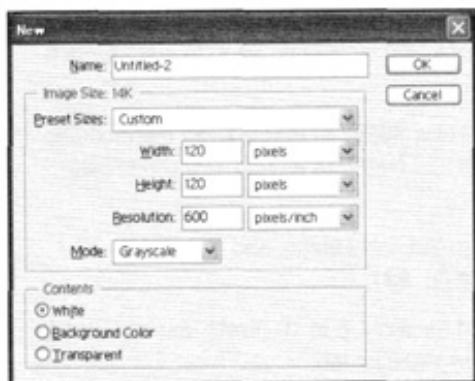 New
Name: Untitled-2
OK
Image Size: 14K
Cancel
Preset Sizes: Custom
Width: 120 pixels
Height: 120 pixels
Resolution: 600 pixels/inch
Mode: Grayscale
Contents
White
Background Color
Transparent